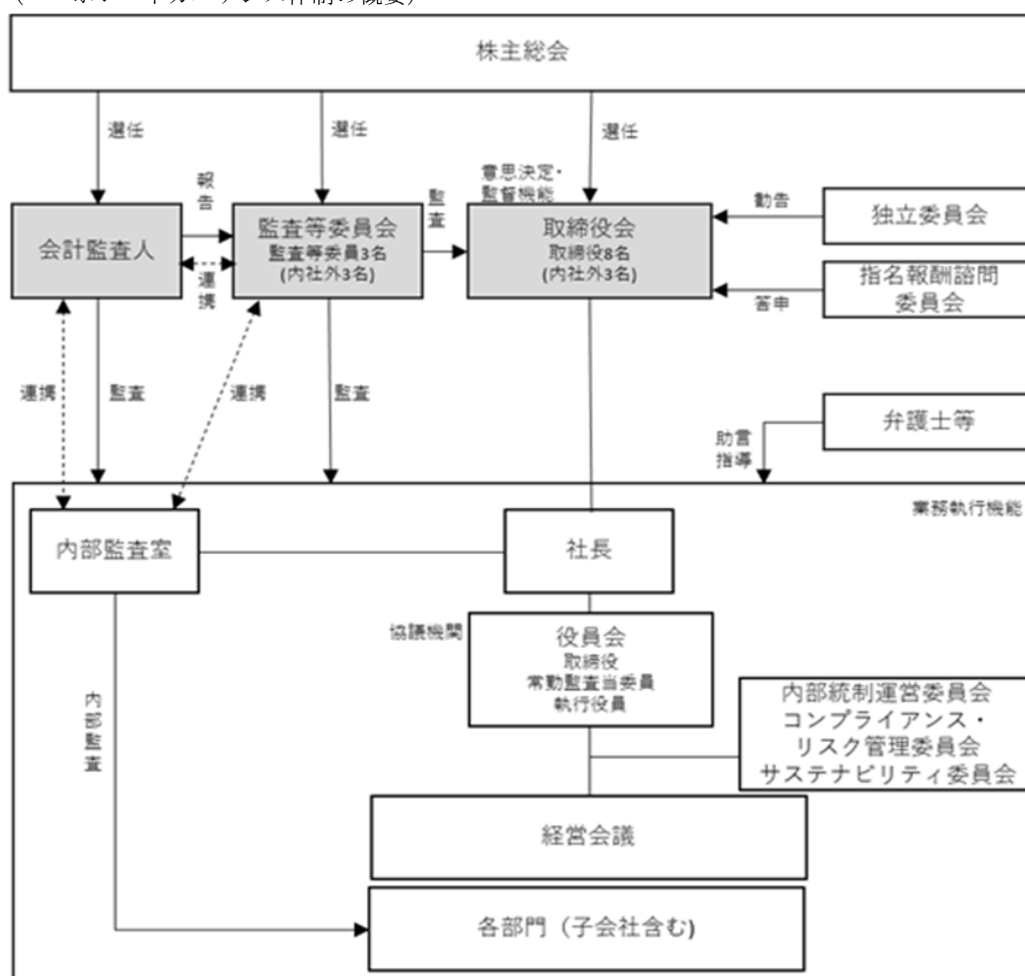 株主総会
選任
選任
選任
意思決定・
監督機能
報告
監査
会計監査人
監査等委員会
監査等委員3名
(内社外3名)
取締役会
取締役8名
(内社外3名)
勧告
独立委員会
連携
答申
指名報酬諮問
委員会
連携
監査
連携
監査
弁護士等
助言
指導
業務執行機能
内部監査室
社長
協議機関
役員会
取締役
常勤監査当委員
執行役員
内部監査
内部統制運営委員会
コンプライアンス・
リスク管理委員会
サステナビリティ委員会
経営会議
各部門（子会社含む)